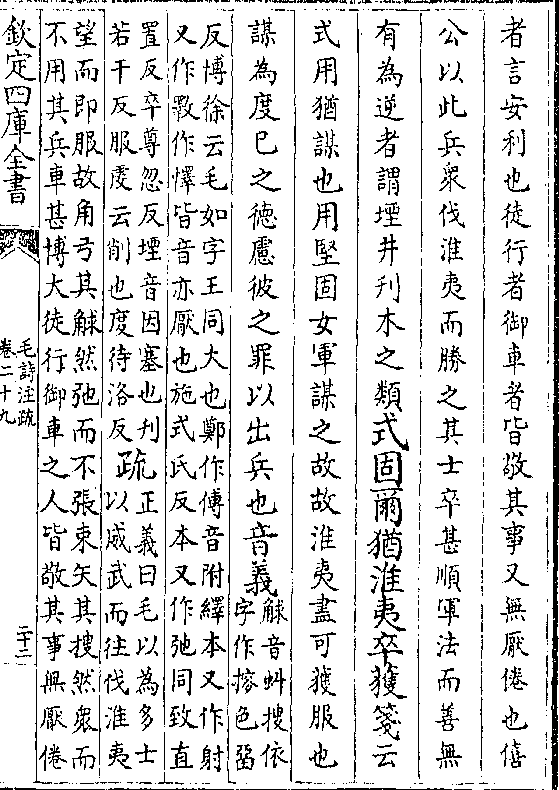 者言安利也徒行者御車者皆敬其事又無厭倦也僖
公以此兵衆伐淮夷而勝之其士卒甚順軍法而善無
有為逆者謂堙井刋木之類式固爾猶淮夷卒獲箋云
式用猶謀也用堅固女軍謀之故故淮夷盡可獲服也
謀為度已之徳慮彼之罪以出兵也音義觩音虯搜依
字作㮴色留
反博徐云毛如字王同大也鄭作傅音附繹本又作射
又作斁作懌皆音亦厭也施式氏反本又作弛同致直
置反卒尊忽反堙音因塞也刋
若干反服䖍云削也度待洛反疏正義曰毛以為多士
以威武而往伐淮夷
望而即服故角弓其觩然弛而不張束矢其搜然衆而
不用其兵車甚博大徒行御車之人皆敬其事無厭倦
欽定四庫全書
毛詩注疏
卷二十九
二十二